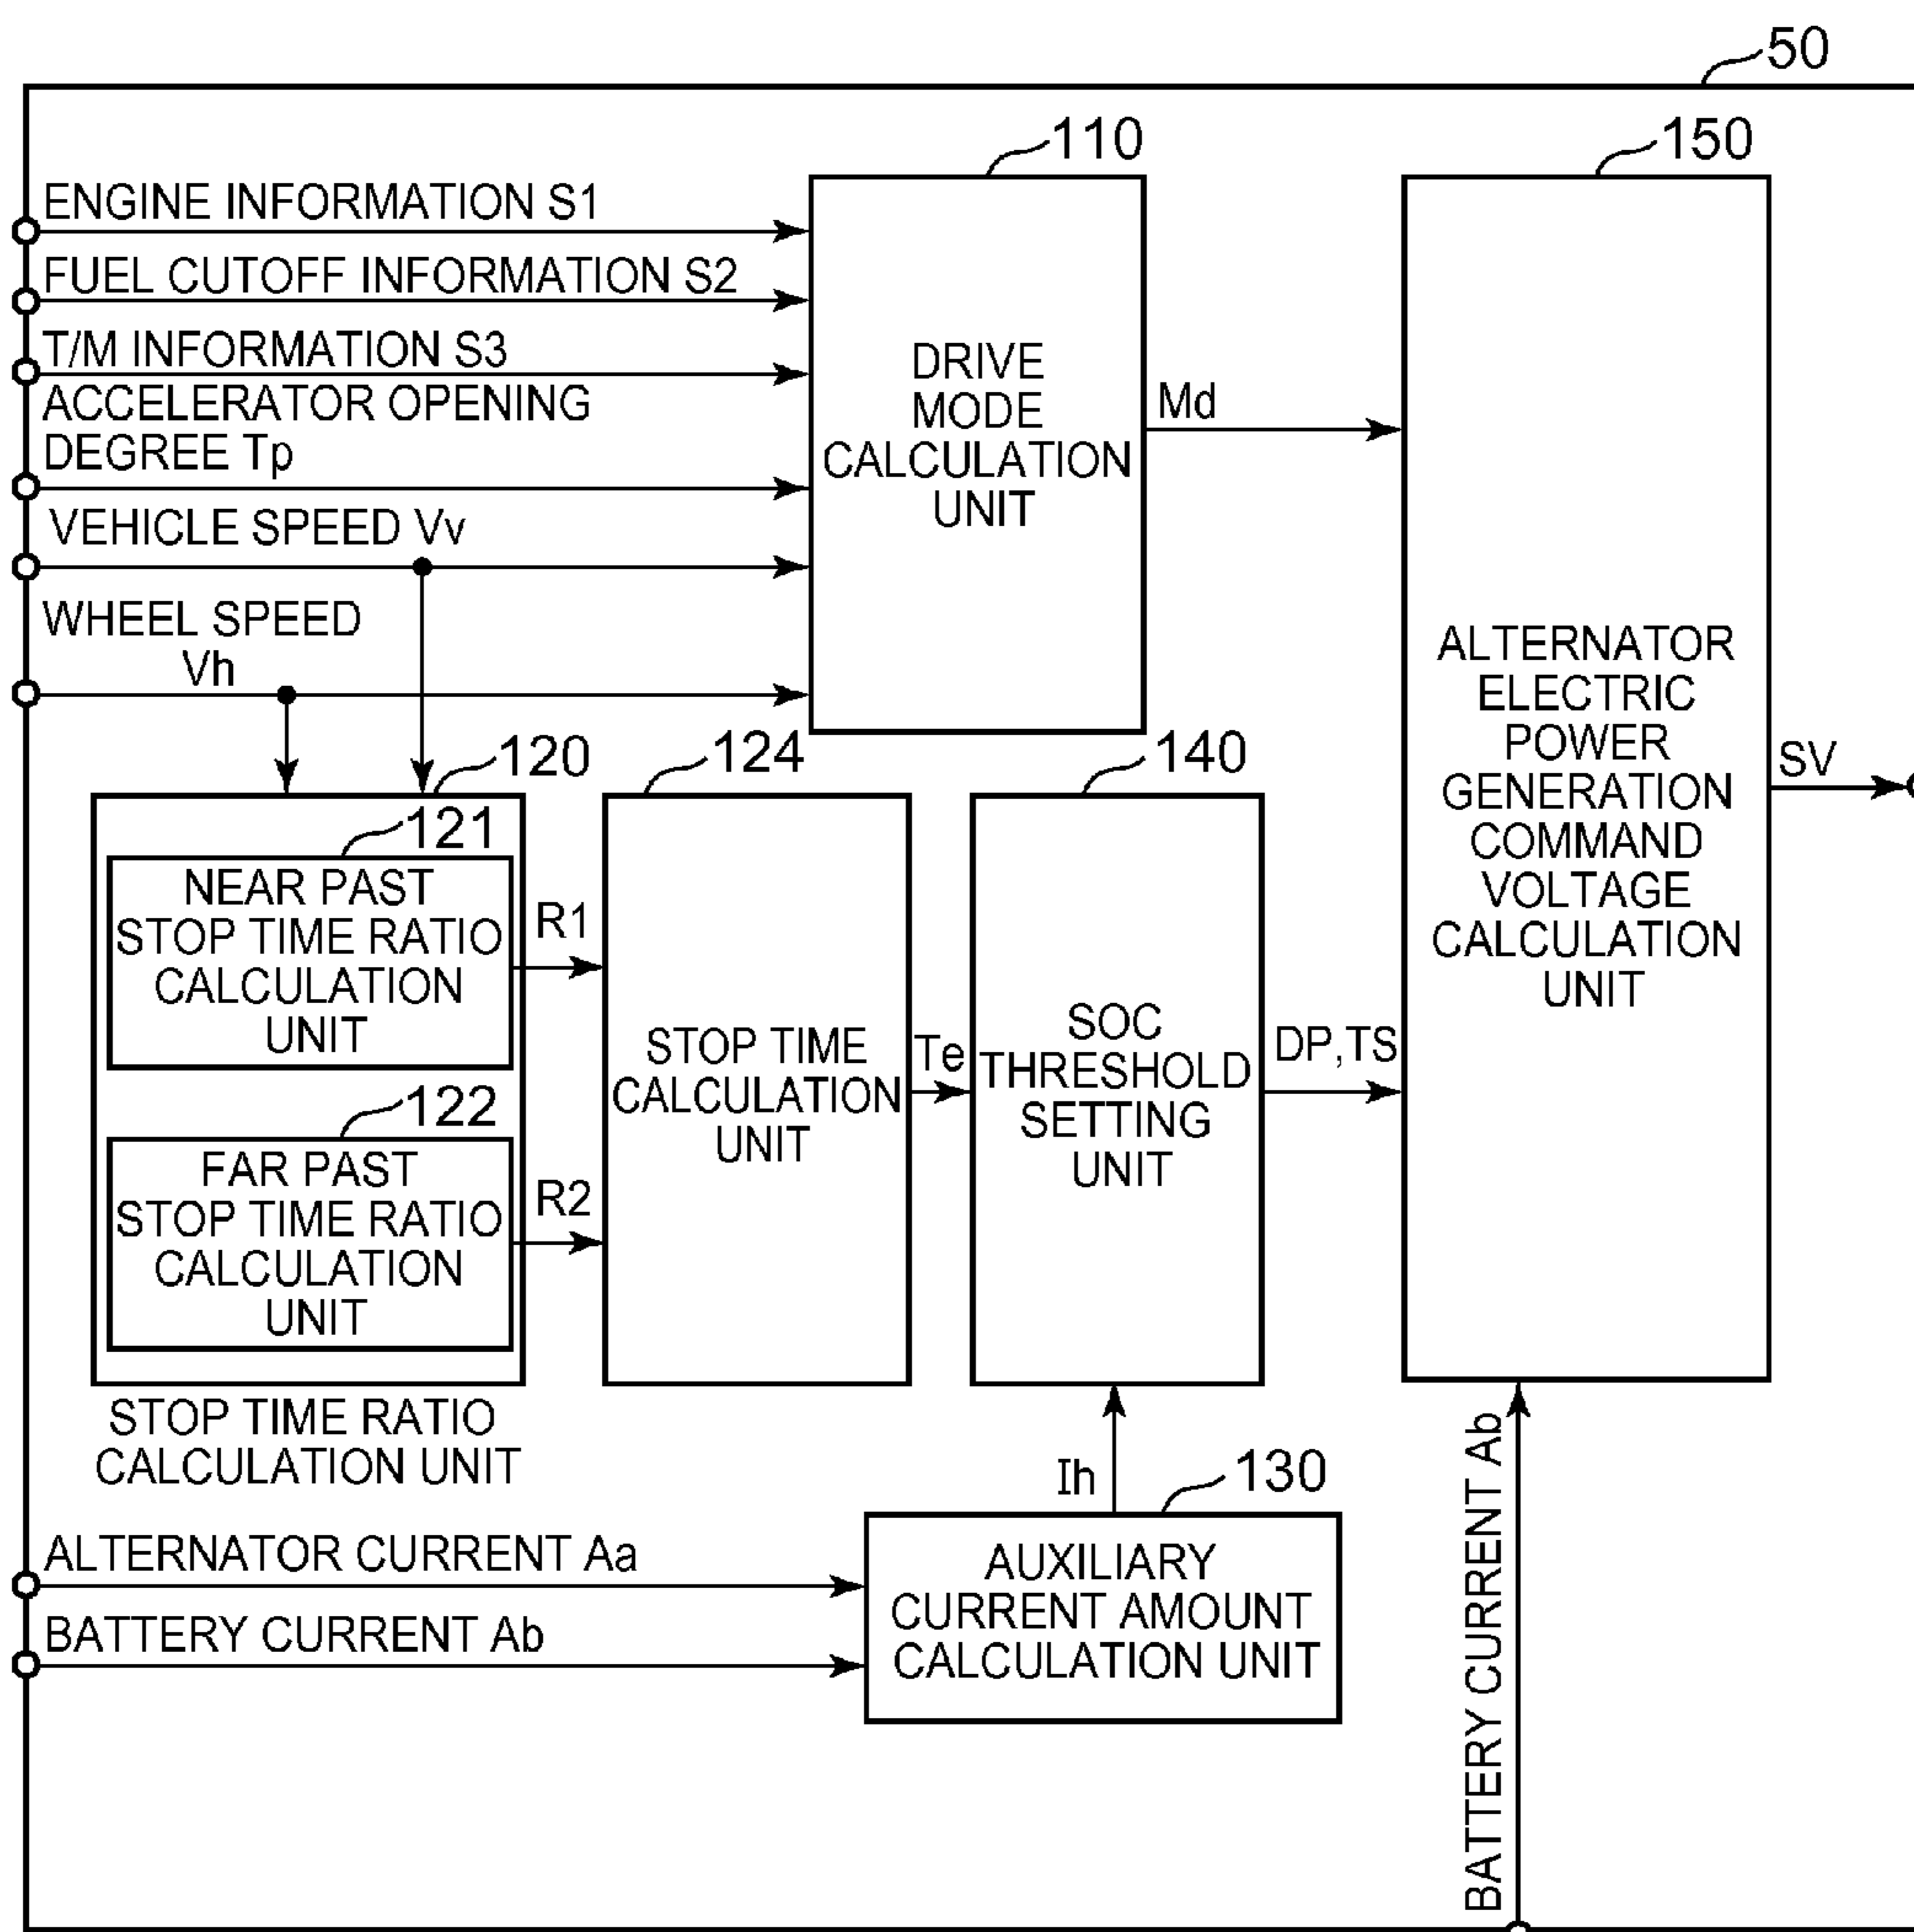 50
110
150
ENGINE INFORMATION S1
FUEL CUTOFF INFORMATION S2
T/M INFORMATION S3
ACCELERATOR OPENING
DEGREE Tp
VEHICLE SPEED Vv
WHEEL SPEED
Vh
DRIVE
MODE
CALCULATION
UNIT
Md
ALTERNATOR
ELECTRIC
POWER
GENERATION
COMMAND
VOLTAGE
CALCULATION
UNIT
SV
120
124
140
121
NEAR PAST
STOP TIME RATIO
CALCULATION
UNIT
R1
122
FAR PAST
STOP TIME RATIO
CALCULATION
UNIT
R2
STOP TIME
CALCULATION
UNIT
Te
SOC
THRESHOLD
SETTING
UNIT
DP,TS
STOP TIME RATIO
CALCULATION UNIT
Ih
130
ALTERNATOR CURRENT Aa
BATTERY CURRENT Ab
AUXILIARY
CURRENT AMOUNT
CALCULATION UNIT
BATTERY CURRENT Ab